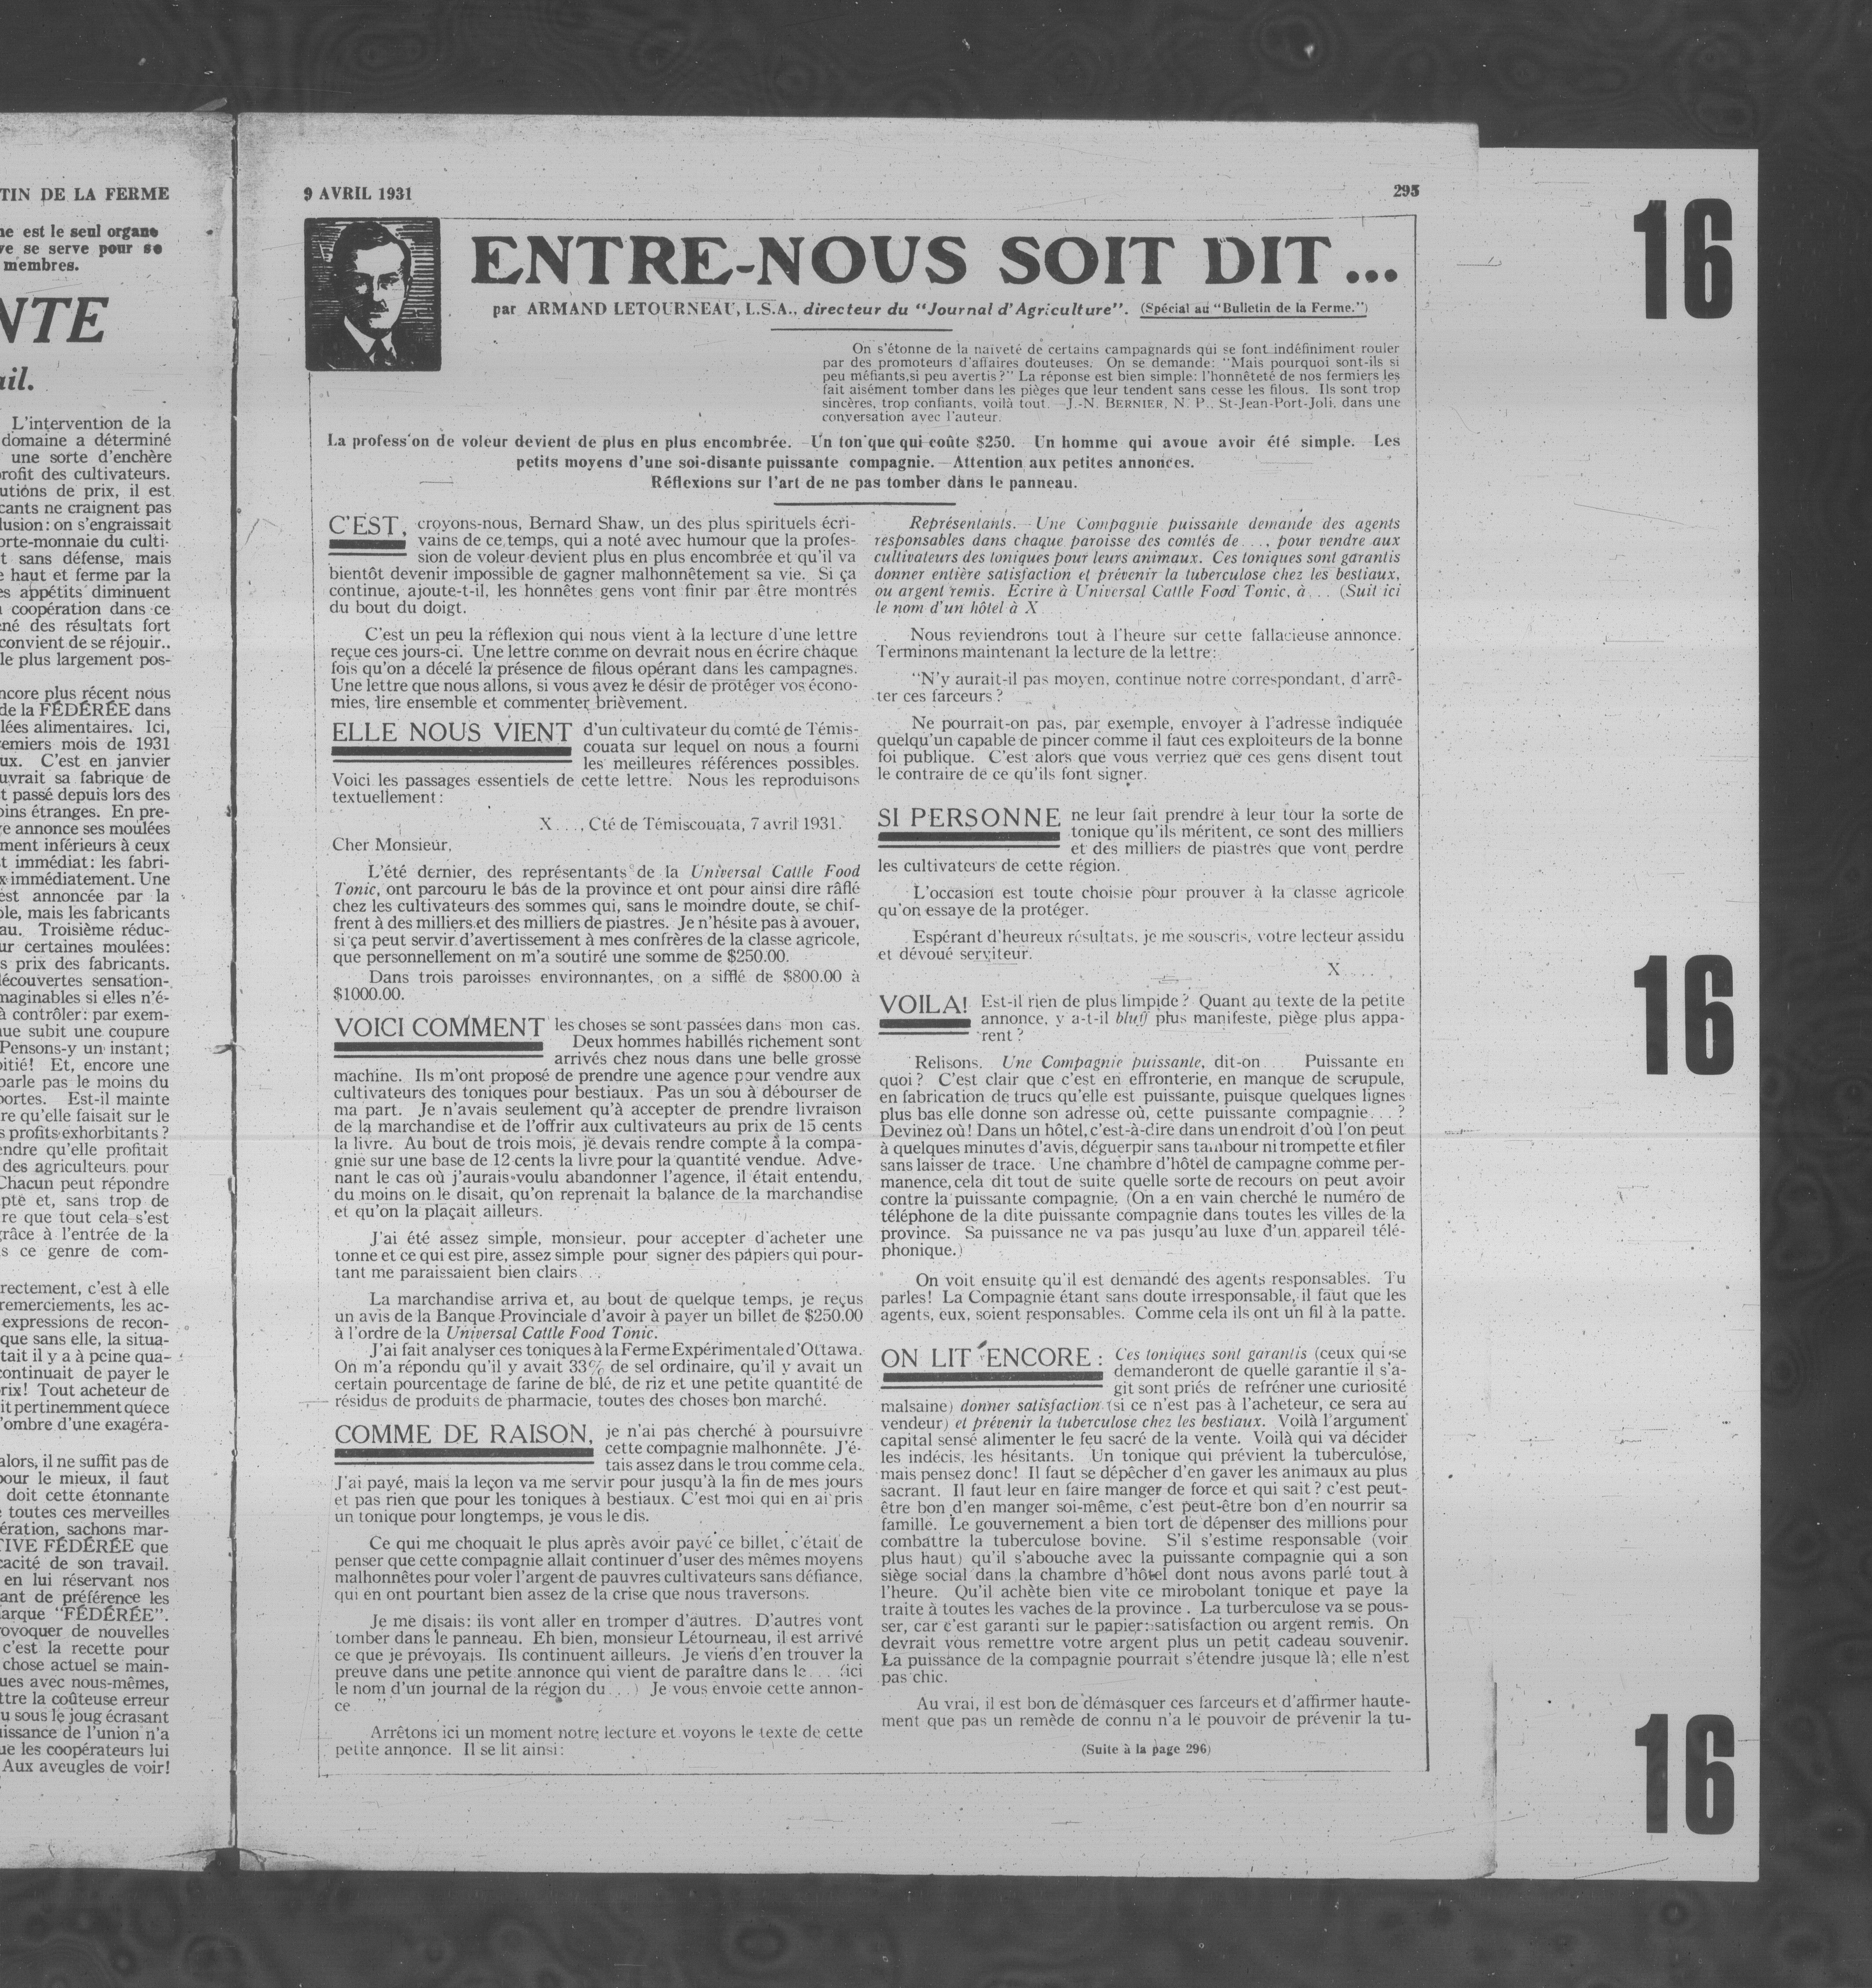 TIN DE LA FERME
ne est le seul organe
ve se serve pour se
membres.
NTE
ail.
L'intervention de la
domaine a déterminé
une sorte d'enchère
profit des cultivateurs.
utions de prix, il est
cants ne craignent pas
lusion: on s'engraissait
orte-monnaie du culti-
t sans défense, mais
e haut et ferme par la
es appétits diminuent
a coopération dans ce
ené des résultats fort
convient de se réjouir..
le plus largement pos-
ncore plus récent nous
de la FÉDÉRÉE dans
lées alimentaires. Ici,
remiers mois de 1931
ux. C'est en janvier
uvrait sa fabrique de
t passé depuis lors des
oins étranges. En pre-
e annonce ses moulées
ment inférieurs à ceux
t immédiat: les fabri-
x immédiatement. Une
est annoncée par la
ole, mais les fabricants
au. Troisième réduc-
ur certaines moulées:
s prix des fabricants.
découvertes sensation-
maginables si elles n'é-
à contrôler: par exem-
que subit une coupure
Pensons-y un instant;
oitié! Et, encore une
parle pas le moins du
portes. Est-il mainte
re qu'elle faisait sur le
s profits exhorbitants?
endre qu'elle profitait
des agriculteurs pour
Chacun peut répondre
pte et, sans trop de
re que tout cela s'est
grâce à l'entrée de la
s ce genre de com-
rectement, c'est à elle
remerciements, les ac-
expressions de recon-
que sans elle, la situa-
tait il y a à peine qua-
continuait de payer le
rix! Tout acheteur de
it pertinemment que ce
l'ombre d'une exagéra-
alors, il ne suffit pas de
pour le mieux, il faut
doit cette étonnante
e toutes ces merveilles
ération, sachons mar-
TIVE FÉDÉRÉE que
cacité de son travail.
en lui réservant nos
ant de préférence les
arque "FÉDÉRÉE".
rovoquer de nouvelles
c'est la recette pour
chose actuel se main-
ues avec nous-mêmes,
ttre la coûteuse erreur
u sous le joug écrasant
uissance de l'union n'a
ue les coopérateurs lui
Aux aveugles de voir!
9 AVRIL 1931
295
ENTRE-NOUS SOIT DIT...
par ARMAND LETOURNEAU, L.S.A., directeur du "Journal d'Agriculture". (Spécial au "Bulletin de la Ferme.")
On s'étonne de la naiveté de certains campagnards qui se font indéfiniment rouler
par des promoteurs d'affaires douteuses. On se demande: "Mais pourquoi sont-ils si
peu méfiants, si peu avertis?" La réponse est bien simple: l'honnêteté de nos fermiers les
fait aisément tomber dans les pièges que leur tendent sans cesse les filous. Ils sont trop
sincères, trop confiants, voilà tout. —J.-N. BERNIER, N. P., St-Jean-Port-Joli, dans une
conversation avec l'auteur.
La profess on de voleur devient de plus en plus encombrée. — Un ton que qui coûte $250. Un homme qui avoue avoir été simple. Les
petits moyens d'une soi-disante puissante compagnie. —Attention aux petites annonces.
Réflexions sur l'art de ne pas tomber dans le panneau.
C'EST, croyons-nous, Bernard Shaw, un des plus spirituels écri-
vains de ce temps, qui a noté avec humour que la profes-
sion de voleur devient plus en plus encombrée et qu'il va
bientôt devenir impossible de gagner malhonnêtement sa vie. Si ça
continue, ajoute-t-il, les honnêtes gens vont finir par être montrés
du bout du doigt.
C'est un peu la réflexion qui nous vient à la lecture d'une lettre
reçue ces jours-ci. Une lettre comme on devrait nous en écrire chaque
fois qu'on a décelé la présence de filous opérant dans les campagnes.
Une lettre que nous allons, si vous avez le désir de protéger vos écono-
mies, lire ensemble et commenter brièvement.
ELLE NOUS VIENT d'un cultivateur du comté de Témis-
couata sur lequel on nous a fourni
les meilleures références possibles.
Voici les passages essentiels de cette lettre. Nous les reproduisons
textuellement:
X..., Cté de Témiscouata, 7 avril 1931.
Cher Monsieur,
L'été dernier, des représentants de la Universal Cattle Food
Tonic, ont parcouru le bas de la province et ont pour ainsi dire râflé
chez les cultivateurs des sommes qui, sans le moindre doute, se chif-
frent à des milliers et des milliers de piastres. Je n'hésite pas à avouer,
si ça peut servir d'avertissement à mes confrères de la classe agricole,
que personnellement on m'a soutiré une somme de $250.00.
Dans trois paroisses environnantes, on a sifflé de $800.00 à
$1000.00.
VOICI COMMENT les choses se sont passées dans mon cas.
Deux hommes habillés richement sont
arrivés chez nous dans une belle grosse
machine. Ils m'ont proposé de prendre une agence pour vendre aux
cultivateurs des toniques pour bestiaux. Pas un sou à débourser de
ma part. Je n'avais seulement qu'à accepter de prendre livraison
de la marchandise et de l'offrir aux cultivateurs au prix de 15 cents
la livre. Au bout de trois mois, je devais rendre compte à la compa-
gnie sur une base de 12 cents la livre pour la quantité vendue. Adve-
nant le cas où j'aurais voulu abandonner l'agence, il était entendu,
du moins on le disait, qu'on reprenait la balance de la marchandise
et qu'on la plaçait ailleurs.
J'ai été assez simple, monsieur, pour accepter d'acheter une
tonne et ce qui est pire, assez simple pour signer des papiers qui pour-
tant me paraissaient bien clairs...
La marchandise arriva et, au bout de quelque temps, je reçus
un avis de la Banque Provinciale d'avoir à payer un billet de $250.00
à l'ordre de la Universal Cattle Food Tonic.
J'ai fait analyser ces toniques à la Ferme Expérimentale d'Ottawa.
On m'a répondu qu'il y avait 33% de sel ordinaire, qu'il y avait un
certain pourcentage de farine de blé, de riz et une petite quantité de
résidus de produits de pharmacie, toutes des choses bon marché.
COMME DE RAISON, je n'ai pas cherché à poursuivre
cette compagnie malhonnête. J'é-
tais assez dans le trou comme cela.
J'ai payé, mais la leçon va me servir pour jusqu'à la fin de mes jours
et pas rien que pour les toniques à bestiaux. C'est moi qui en ai pris
un tonique pour longtemps, je vous le dis.
Ce qui me choquait le plus après avoir payé ce billet, c'était de
penser que cette compagnie allait continuer d'user des mêmes moyens
malhonnêtes pour voler l'argent de pauvres cultivateurs sans défiance,
qui en ont pourtant bien assez de la crise que nous traversons.
Je me disais: ils vont aller en tromper d'autres. D'autres vont
tomber dans le panneau. Eh bien, monsieur Létourneau, il est arrivé
ce que je prévoyais. Ils continuent ailleurs. Je viens d'en trouver la
preuve dans une petite annonce qui vient de paraître dans le... (ici
le nom d'un journal de la région du...) Je vous envoie cette annon-
ce "
Arrêtons ici un moment notre lecture et voyons le texte de cette
petite annonce. Il se lit ainsi:
Représentants.—Une Compagnie puissante demande des agents
responsables dans chaque paroisse des comtés de..., pour vendre aux
cultivateurs des toniques pour leurs animaux. Ces toniques sont garantis
donner entière satisfaction et prévenir la tuberculose chez les bestiaux,
ou argent remis. Ecrire à Universal Cattle Food Tonic, à... (Suit ici
le nom d'un hôtel à X
Nous reviendrons tout à l'heure sur cette fallacieuse annonce.
Terminons maintenant la lecture de la lettre:
"N'y aurait-il pas moyen, continue notre correspondant, d'arrê-
ter ces farceurs?
Ne pourrait-on pas, par exemple, envoyer à l'adresse indiquée
quelqu'un capable de pincer comme il faut ces exploiteurs de la bonne
foi publique. C'est alors que vous verriez que ces gens disent tout
le contraire de ce qu'ils font signer.
SI PERSONNE ne leur fait prendre à leur tour la sorte de
tonique qu'ils méritent, ce sont des milliers
et des milliers de piastres que vont perdre
les cultivateurs de cette région.
L'occasion est toute choisie pour prouver à la classe agricole
qu'on essaye de la protéger.
Espérant d'heureux résultats, je me souscris, votre lecteur assidu
et dévoué serviteur.
X....
VOILA! Est-il rien de plus limpide? Quant au texte de la petite
annonce, y a-t-il bluff plus manifeste, piège plus appa-
rent?
Relisons. Une Compagnie puissante, dit-on... Puissante en
quoi? C'est clair que c'est en effronterie, en manque de scrupule,
en fabrication de trucs qu'elle est puissante, puisque quelques lignes
plus bas elle donne son adresse où, cette puissante compagnie...?
Devinez où! Dans un hôtel, c'est-à-dire dans un endroit d'où l'on peut
à quelques minutes d'avis, déguerpir sans tambour ni trompette et filer
sans laisser de trace. Une chambre d'hôtel de campagne comme per-
manence, cela dit tout de suite quelle sorte de recours on peut avoir
contre la puissante compagnie. (On a en vain cherché le numéro de
téléphone de la dite puissante compagnie dans toutes les villes de la
province. Sa puissance ne va pas jusqu'au luxe d'un appareil télé-
phonique.)
On voit ensuite qu'il est demandé des agents responsables. Tu
parles! La Compagnie étant sans doute irresponsable, il faut que les
agents, eux, soient responsables. Comme cela ils ont un fil à la patte.
ON LIT ENCORE: Ces toniques sont garantis (ceux qui se
demanderont de quelle garantie il s'a-
git sont priés de refréner une curiosité
malsaine) donner satisfaction (si ce n'est pas à l'acheteur, ce sera au
vendeur) et prévenir la tuberculose chez les bestiaux. Voilà l'argument
capital sensé alimenter le feu sacré de la vente. Voilà qui va décider
les indécis, les hésitants. Un tonique qui prévient la tuberculose,
mais pensez donc! Il faut se dépêcher d'en gaver les animaux au plus
sacrant. Il faut leur en faire manger de force et qui sait? c'est peut-
être bon d'en manger soi-même, c'est peut-être bon d'en nourrir sa
famille. Le gouvernement a bien tort de dépenser des millions pour
combattre la tuberculose bovine. S'il s'estime responsable (voir
plus haut) qu'il s'abouche avec la puissante compagnie qui a son
siège social dans la chambre d'hôtel dont nous avons parlé tout à
l'heure. Qu'il achète bien vite ce mirobolant tonique et paye la
traite à toutes les vaches de la province. La turberculose va se pous-
ser, car c'est garanti sur le papier: satisfaction ou argent remis. On
devrait vous remettre votre argent plus un petit cadeau souvenir.
La puissance de la compagnie pourrait s'étendre jusque là; elle n'est
pas chic.
Au vrai, il est bon de démasquer ces farceurs et d'affirmer haute-
ment que pas un remède de connu n'a le pouvoir de prévenir la tu-
(Suite à la page 296)
16
16
16